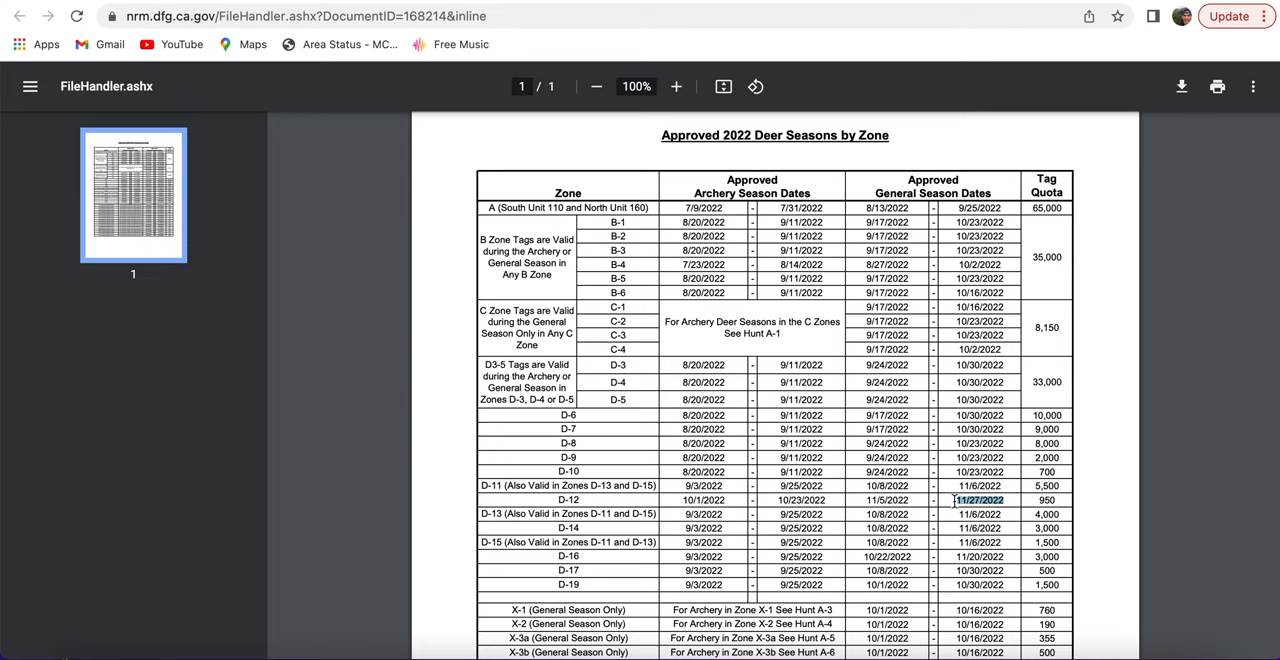 nrm.dfg.ca.gov/FileHandler.ashx?DocumentID=168214&inline
Update
Apps Gmail YouTube Maps Area Status - MC... Free Music
FileHandler.ashx
1 / 1
100%
1
Approved 2022 Deer Seasons by Zone
Zone Approved Archery Season Dates Approved General Season Dates Tag Quota
A (South Unit 110 and North Unit 160) 7/9/2022 - 7/31/2022 8/13/2022 - 9/25/2022 65,000
B Zone Tags are Valid during the Archery or General Season in Any B Zone
B-1 8/20/2022 - 9/11/2022 9/17/2022 - 10/23/2022
B-2 8/20/2022 - 9/11/2022 9/17/2022 - 10/23/2022
B-3 8/20/2022 - 9/11/2022 9/17/2022 - 10/23/2022
B-4 7/23/2022 - 8/14/2022 8/27/2022 - 10/2/2022
B-5 8/20/2022 - 9/11/2022 9/17/2022 - 10/23/2022
B-6 8/20/2022 - 9/11/2022 9/17/2022 - 10/16/2022
35,000
C Zone Tags are Valid during the General Season Only in Any C Zone
For Archery Deer Seasons in the C Zones See Hunt A-1
C-1 9/17/2022 - 10/16/2022
C-2 9/17/2022 - 10/23/2022
C-3 9/17/2022 - 10/23/2022
C-4 9/17/2022 - 10/2/2022
8,150
D3-5 Tags are Valid during the Archery or General Season in Zones D-3, D-4 or D-5
D-3 8/20/2022 - 9/11/2022 9/24/2022 - 10/30/2022
D-4 8/20/2022 - 9/11/2022 9/24/2022 - 10/30/2022
D-5 8/20/2022 - 9/11/2022 9/24/2022 - 10/30/2022
33,000
D-6 8/20/2022 - 9/11/2022 9/17/2022 - 10/30/2022 10,000
D-7 8/20/2022 - 9/11/2022 9/17/2022 - 10/30/2022 9,000
D-8 8/20/2022 - 9/11/2022 9/24/2022 - 10/23/2022 8,000
D-9 8/20/2022 - 9/11/2022 9/24/2022 - 10/23/2022 2,000
D-10 8/20/2022 - 9/11/2022 9/24/2022 - 10/23/2022 700
D-11 (Also Valid in Zones D-13 and D-15) 9/3/2022 - 9/25/2022 10/8/2022 - 11/6/2022 5,500
D-12 10/1/2022 - 10/23/2022 11/5/2022 - 11/27/2022 950
D-13 (Also Valid in Zones D-11 and D-15) 9/3/2022 - 9/25/2022 10/8/2022 - 11/6/2022 4,000
D-14 9/3/2022 - 9/25/2022 10/8/2022 - 11/6/2022 3,000
D-15 (Also Valid in Zones D-11 and D-13) 9/3/2022 - 9/25/2022 10/8/2022 - 11/6/2022 1,500
D-16 9/3/2022 - 9/25/2022 10/22/2022 - 11/20/2022 3,000
D-17 9/3/2022 - 9/25/2022 10/8/2022 - 10/30/2022 500
D-19 9/3/2022 - 9/25/2022 10/1/2022 - 10/30/2022 1,500
X-1 (General Season Only) For Archery in Zone X-1 See Hunt A-3 10/1/2022 - 10/16/2022 760
X-2 (General Season Only) For Archery in Zone X-2 See Hunt A-4 10/1/2022 - 10/16/2022 190
X-3a (General Season Only) For Archery in Zone X-3a See Hunt A-5 10/1/2022 - 10/16/2022 355
X-3b (General Season Only) For Archery in Zone X-3b See Hunt A-6 10/1/2022 - 10/16/2022 500